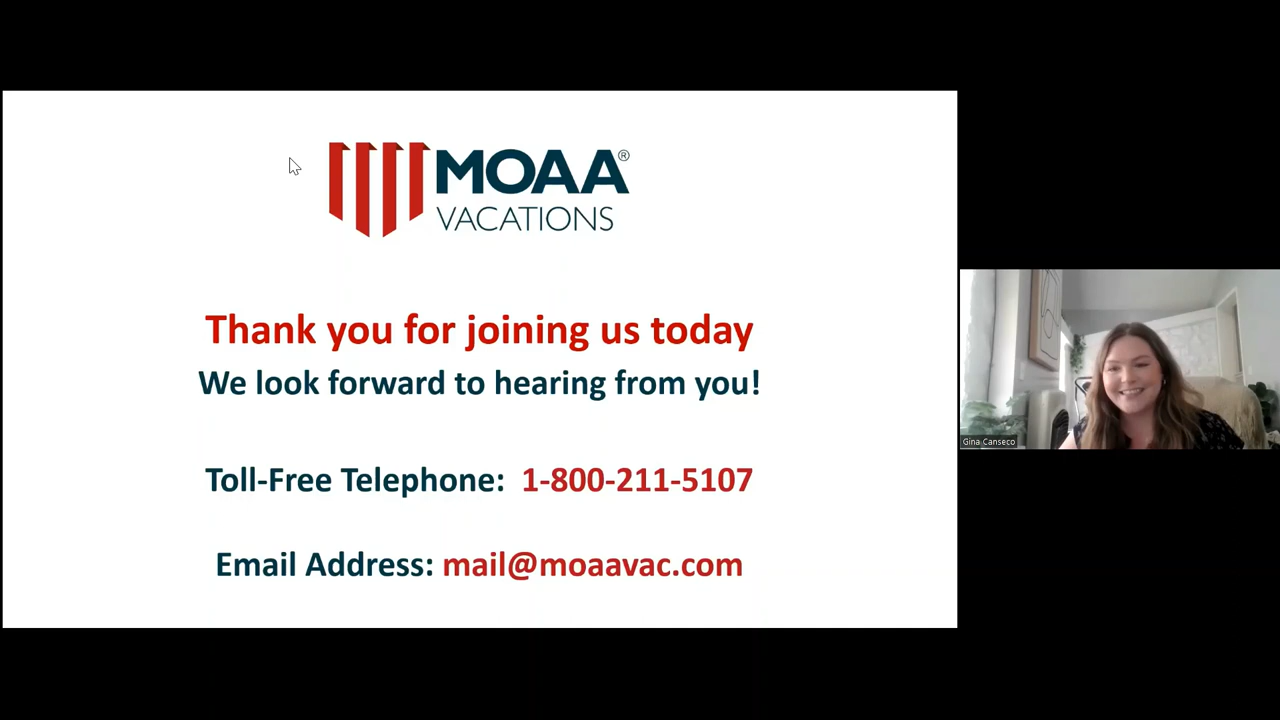 MOAA®
VACATIONS
Thank you for joining us today
We look forward to hearing from you!
Toll-Free Telephone: 1-800-211-5107
Email Address: mail@moaavac.com
Gina Canseco